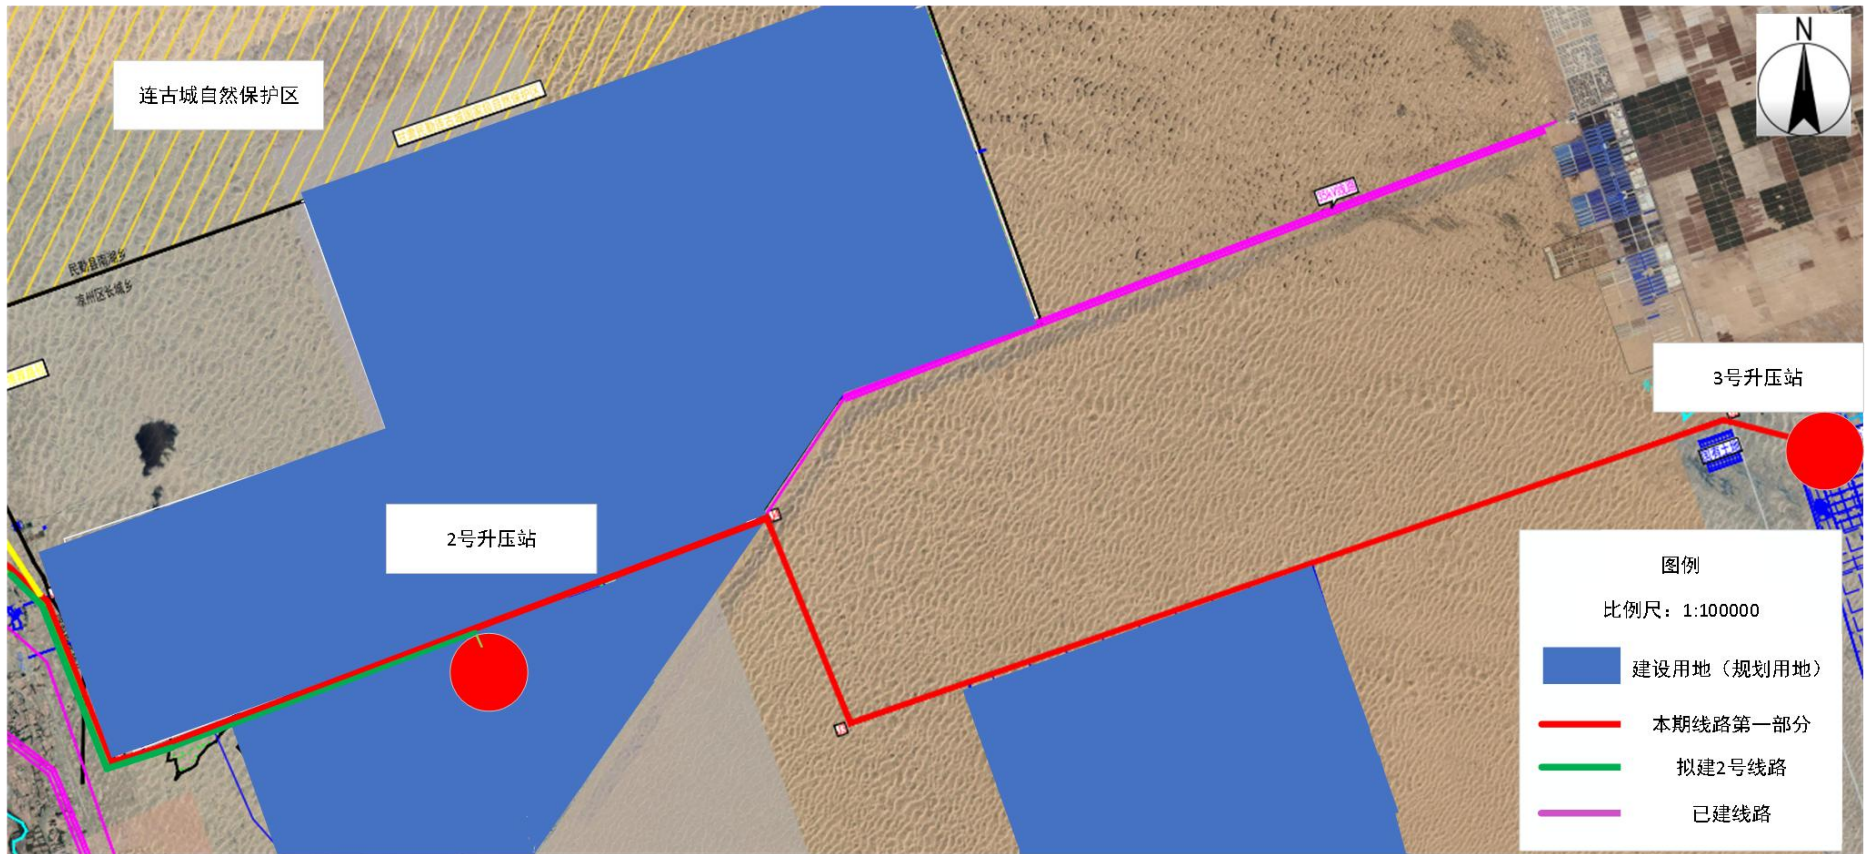 N
连古城自然保护区
民勤县南湖乡
凉州区长城乡
3号升压站
2号升压站
图例
比例尺：1:100000
建设用地（规划用地）
本期线路第一部分
拟建2号线路
已建线路